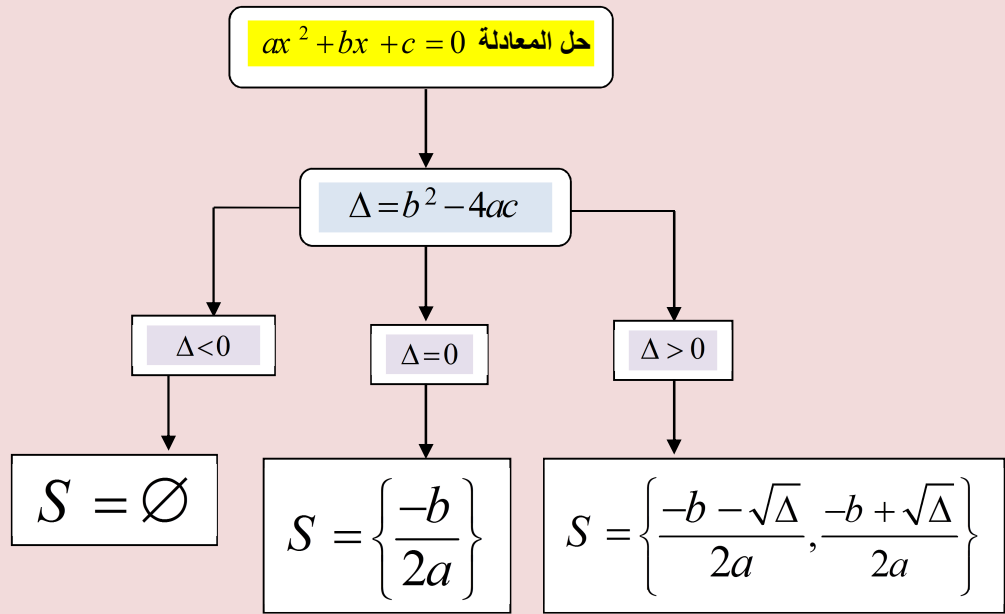 حل المعادلة ax² + bx + c = 0
Δ = b² − 4ac
Δ > 0
Δ = 0
Δ < 0
S = { (−b − √Δ)/2a , (−b + √Δ)/2a }
S = { −b/2a }
S = ∅